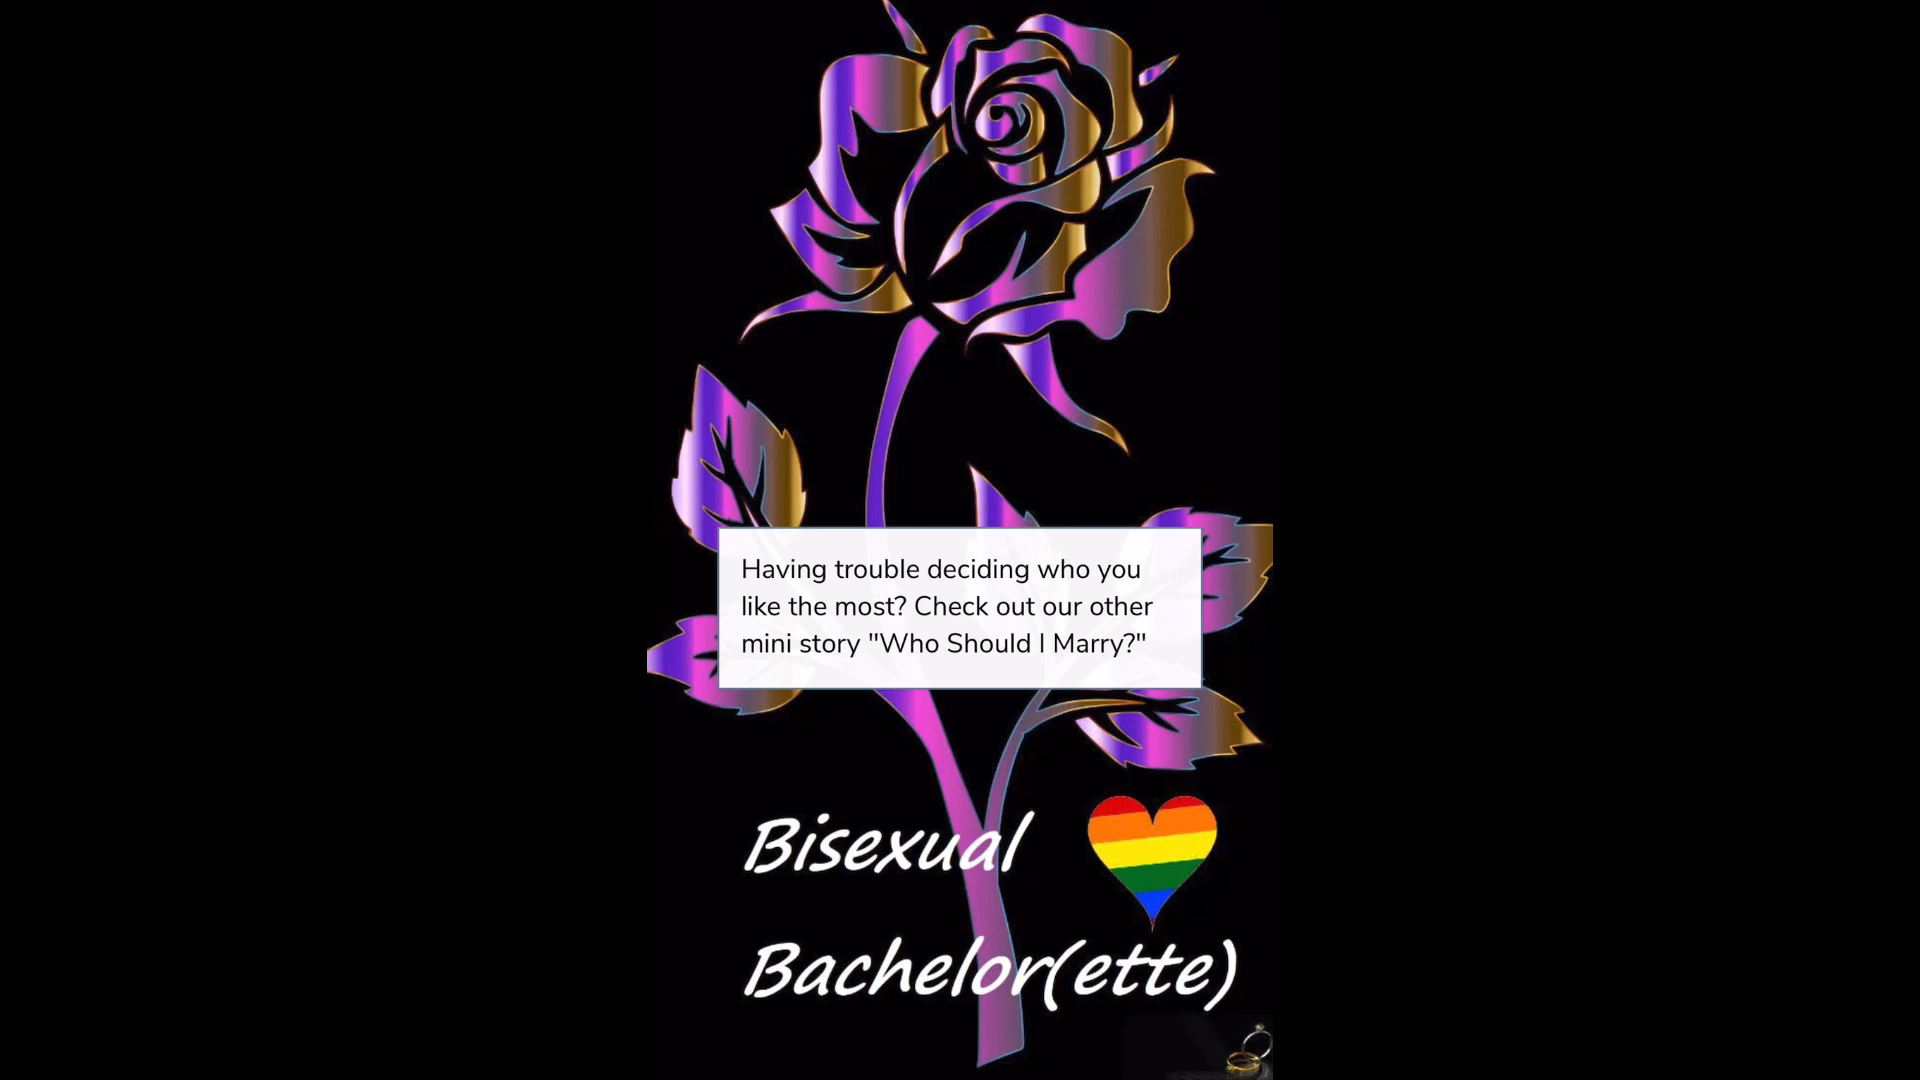 Having trouble deciding who you
like the most? Check out our other
mini story "Who Should I Marry?"
Bisexual
Bachelor(ette)